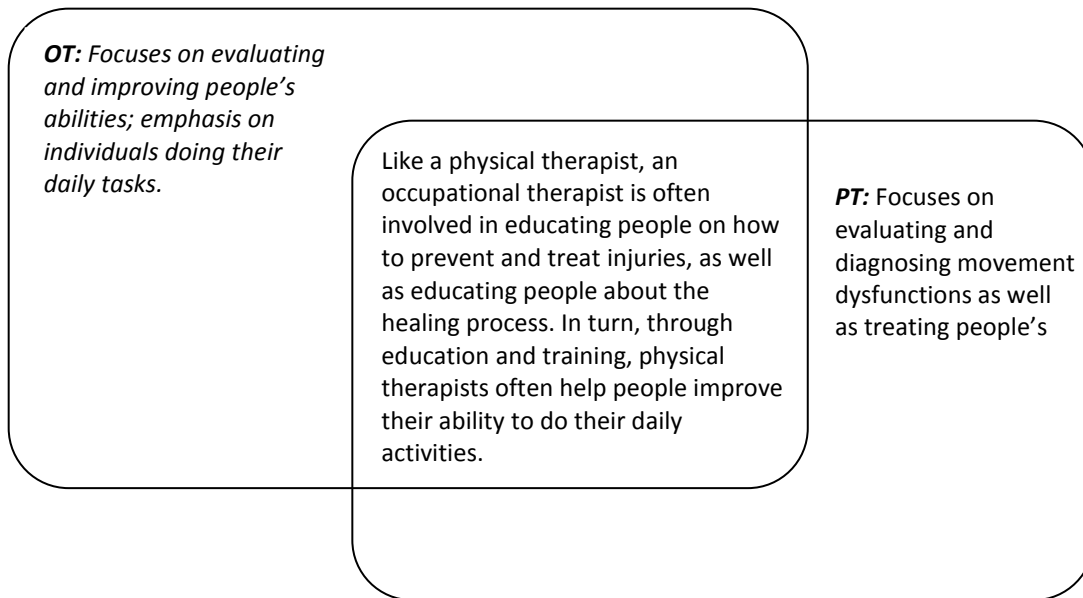 OT: Focuses on evaluating
and improving people's
abilities; emphasis on
individuals doing their
daily tasks.
Like a physical therapist, an
occupational therapist is often
involved in educating people on how
to prevent and treat injuries, as well
as educating people about the
healing process. In turn, through
education and training, physical
therapists often help people improve
their ability to do their daily
activities.
PT: Focuses on
evaluating and
diagnosing movement
dysfunctions as well
as treating people's